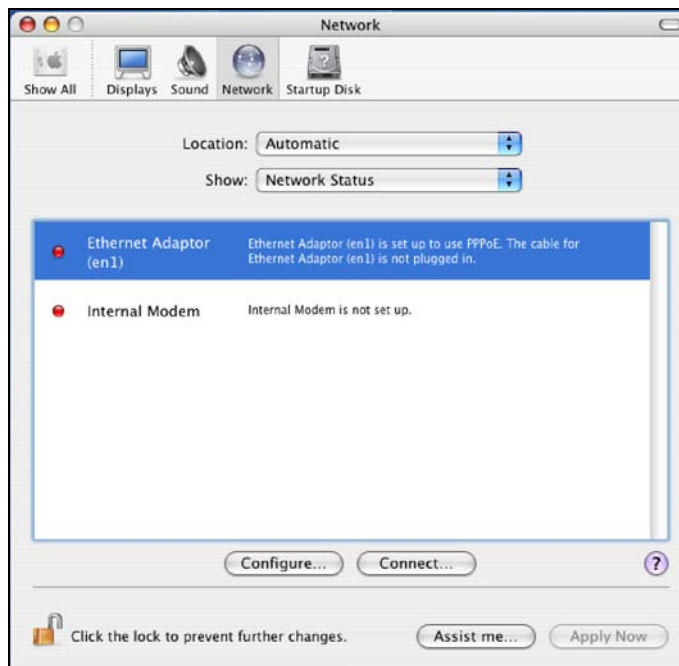 Network
Show All Displays Sound Network Startup Disk
Location: Automatic
Show: Network Status
Ethernet Adaptor (en1) is set up to use PPPoE. The cable for
Ethernet Adaptor (en1) is not plugged in.
Ethernet Adaptor
(en1)
Internal Modem
Internal Modem is not set up.
Configure... Connect... ?
Click the lock to prevent further changes. Assist me... Apply Now